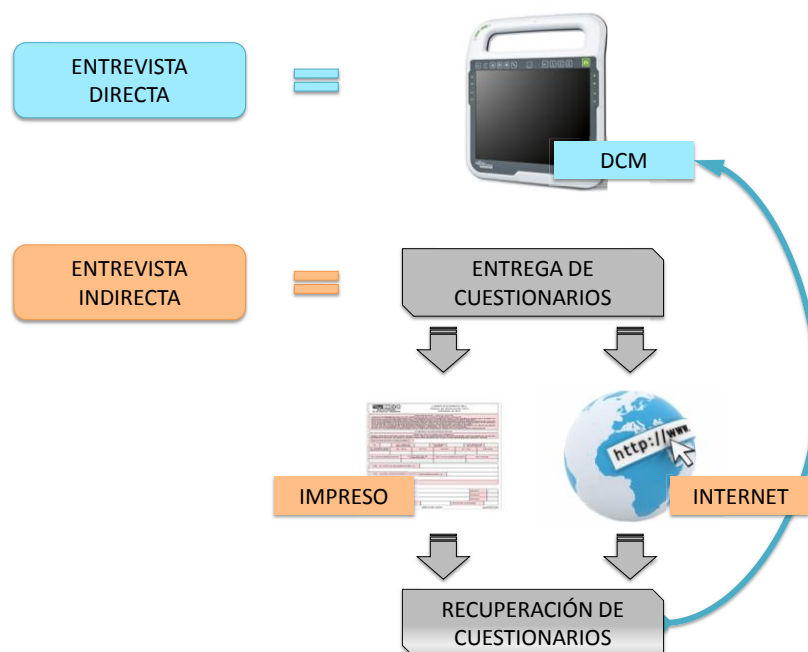 ENTREVISTA
DIRECTA
DCM
ENTREVISTA
INDIRECTA
ENTREGA DE
CUESTIONARIOS
http://www.
IMPRESO
INTERNET
RECUPERACIÓN DE
CUESTIONARIOS